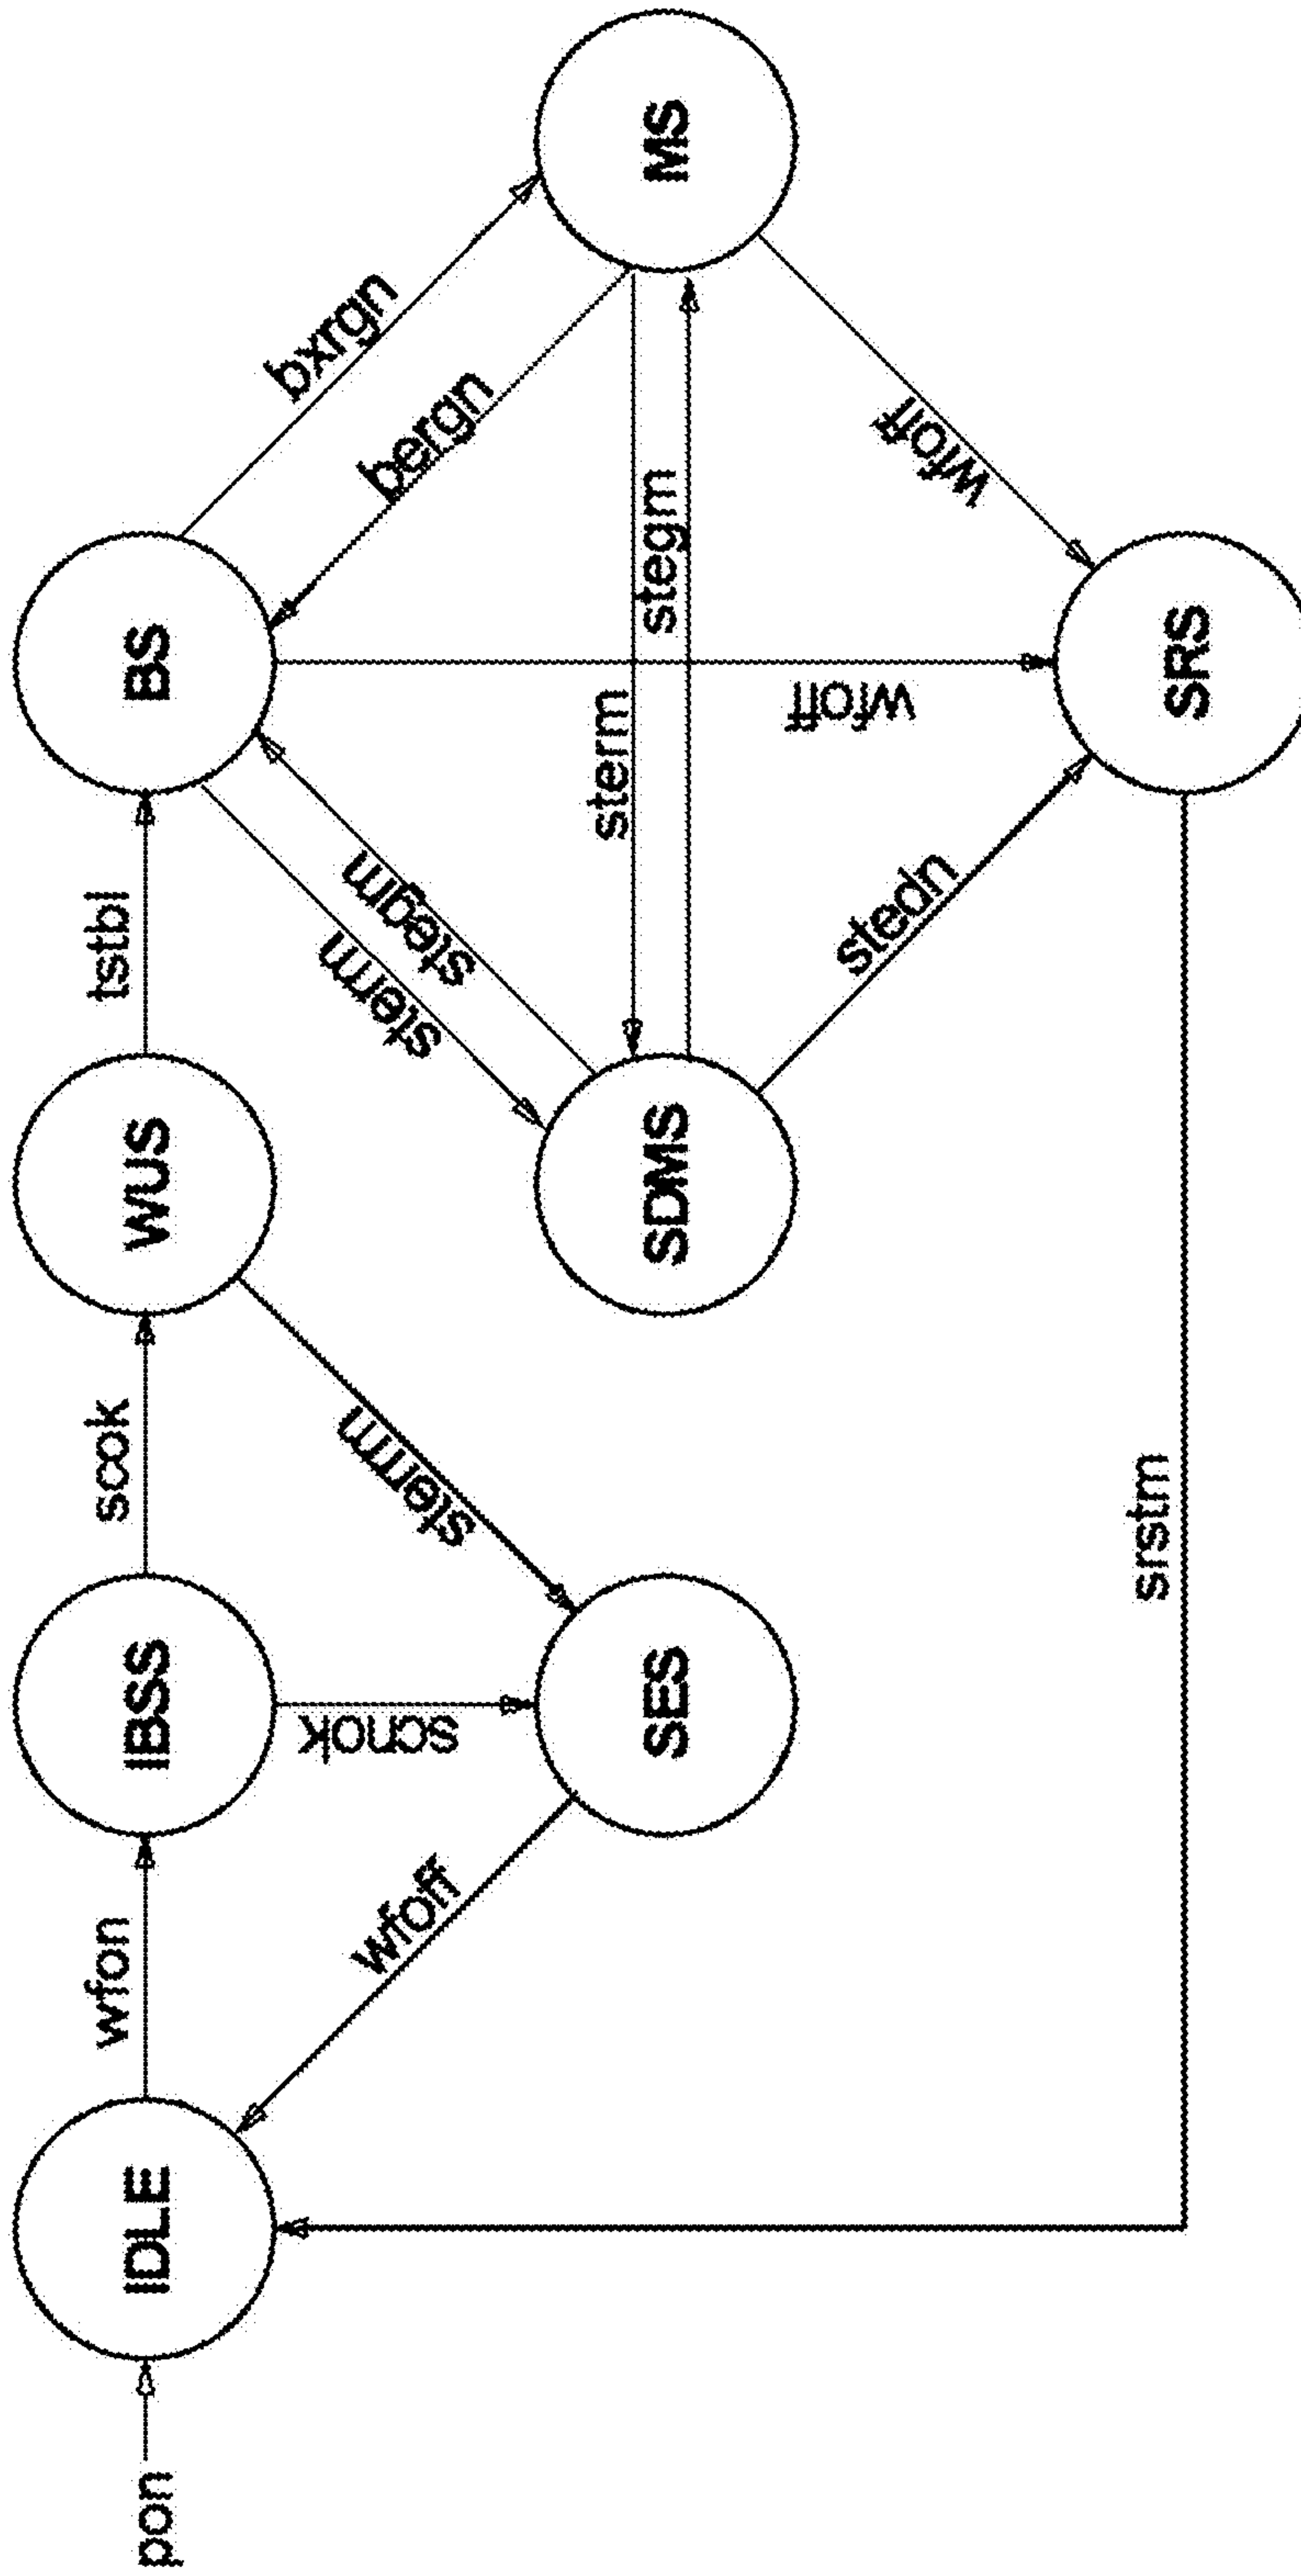 pon
IDLE
wfon
IBSS
scok
WUS
tstbl
BS
bxrgn
MS
bergn
scnok
wfoff
SES
sterm
sterm
stegm
SDMS
sterm
stegm
wfoff
wfoff
stedn
SRS
srstm